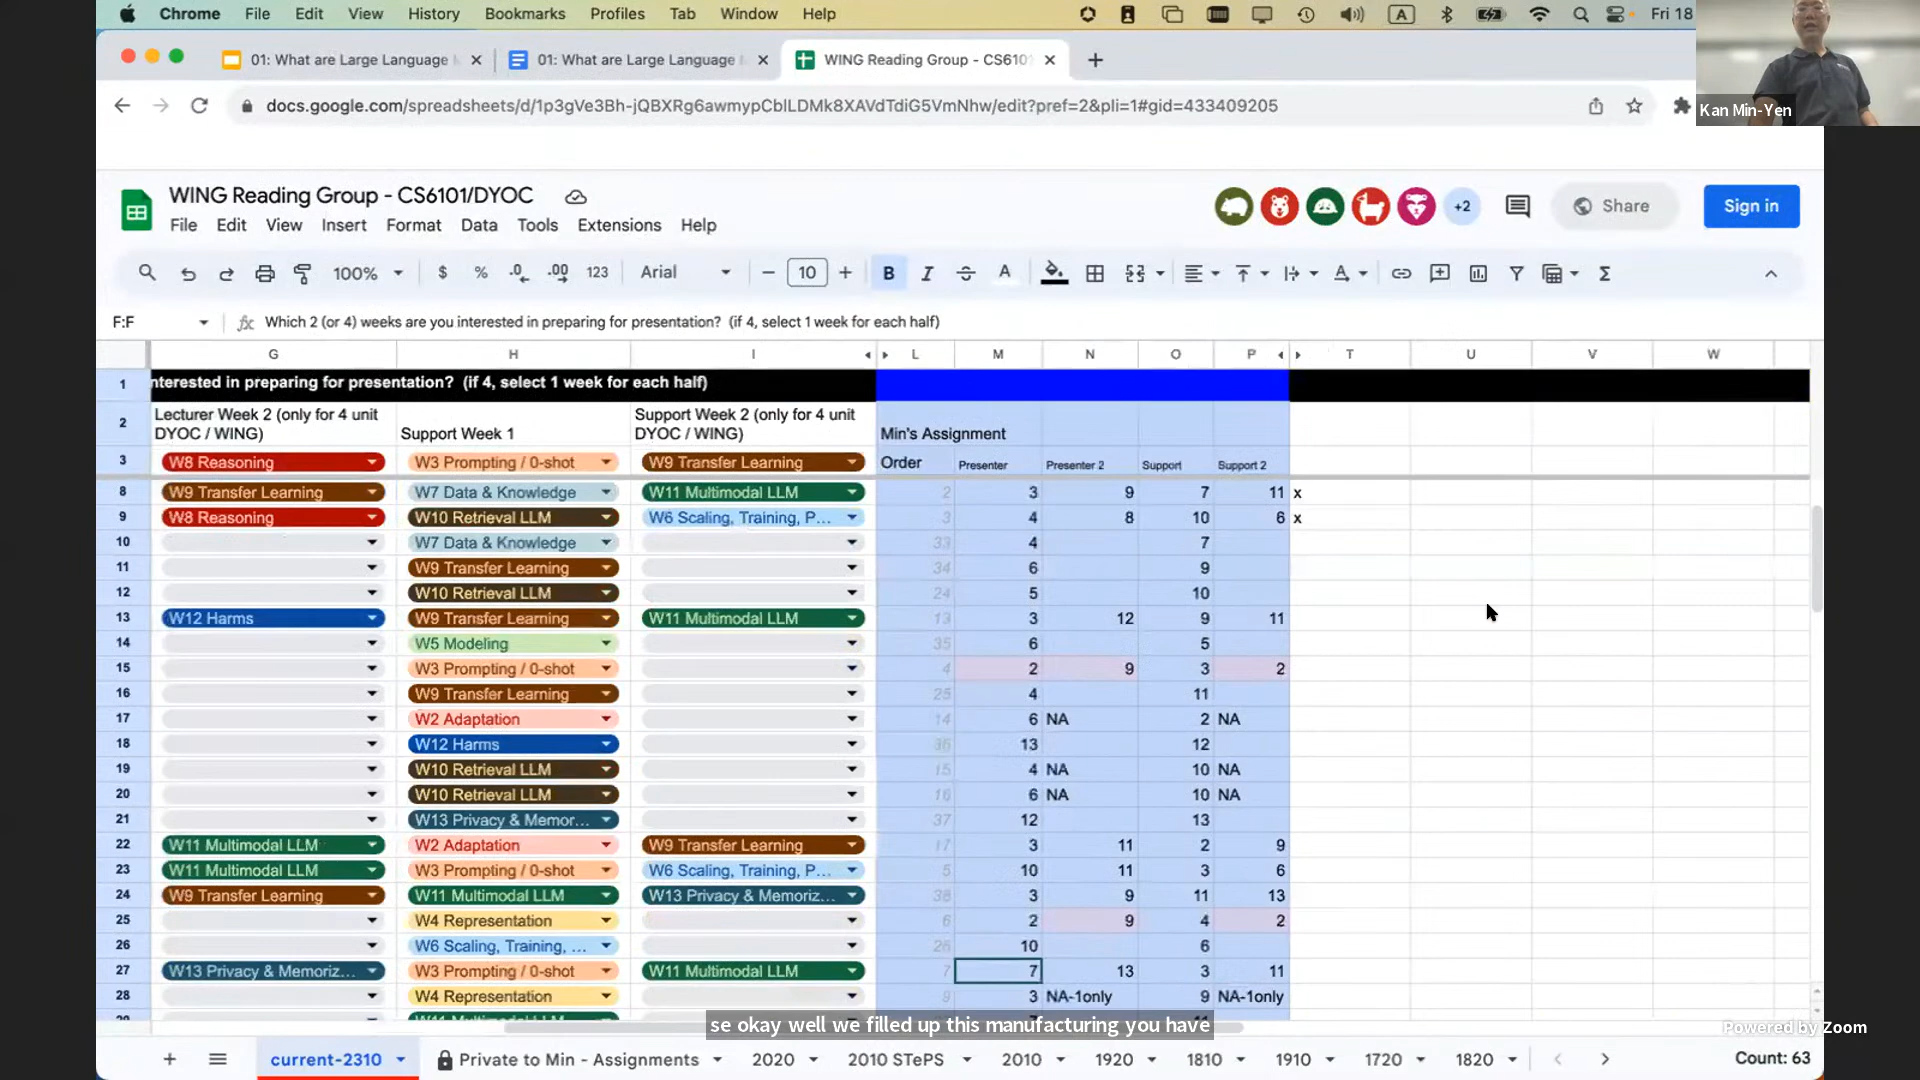 Chrome File Edit View History Bookmarks Profiles Tab Window Help A Fri 18
01: What are Large Language 01: What are Large Language WING Reading Group - CS6101
docs.google.com/spreadsheets/d/1p3gVe3Bh-jQBXRg6awmypCblLDMk8XAVdTdiG5VmNhw/edit?pref=2&pli=1#gid=433409205
Kan Min-Yen
WING Reading Group - CS6101/DYOC
+2 Share Sign in
File Edit View Insert Format Data Tools Extensions Help
100% $ % .0 .00 123 Arial 10 B I A
F:F fx Which 2 (or 4) weeks are you interested in preparing for presentation? (if 4, select 1 week for each half)
G H I L M N O P T U V W
1 nterested in preparing for presentation? (if 4, select 1 week for each half)
2 Lecturer Week 2 (only for 4 unit DYOC / WING) Support Week 1 Support Week 2 (only for 4 unit DYOC / WING) Min's Assignment
3 W8 Reasoning W3 Prompting / 0-shot W9 Transfer Learning Order Presenter Presenter 2 Support Support 2
8 W9 Transfer Learning W7 Data & Knowledge W11 Multimodal LLM 2 3 9 7 11 x
9 W8 Reasoning W10 Retrieval LLM W6 Scaling, Training, P... 3 4 8 10 6 x
10 W7 Data & Knowledge 33 4 7
11 W9 Transfer Learning 34 6 9
12 W10 Retrieval LLM 24 5 10
13 W12 Harms W9 Transfer Learning W11 Multimodal LLM 13 3 12 9 11
14 W5 Modeling 35 6 5
15 W3 Prompting / 0-shot 4 2 9 3 2
16 W9 Transfer Learning 25 4 11
17 W2 Adaptation 14 6 NA 2 NA
18 W12 Harms 36 13 12
19 W10 Retrieval LLM 15 4 NA 10 NA
20 W10 Retrieval LLM 16 6 NA 10 NA
21 W13 Privacy & Memor... 37 12 13
22 W11 Multimodal LLM W2 Adaptation W9 Transfer Learning 17 3 11 2 9
23 W11 Multimodal LLM W3 Prompting / 0-shot W6 Scaling, Training, P... 5 10 11 3 6
24 W9 Transfer Learning W11 Multimodal LLM W13 Privacy & Memoriz... 38 3 9 11 13
25 W4 Representation 6 2 9 4 2
26 W6 Scaling, Training, ... 26 10 6
27 W13 Privacy & Memoriz... W3 Prompting / 0-shot W11 Multimodal LLM 7 7 13 3 11
28 W4 Representation 9 3 NA-1only 9 NA-1only
se okay well we filled up this manufacturing you have
Powered by Zoom
current-2310 Private to Min - Assignments 2020 2010 STePS 2010 1920 1810 1910 1720 1820 Count: 63